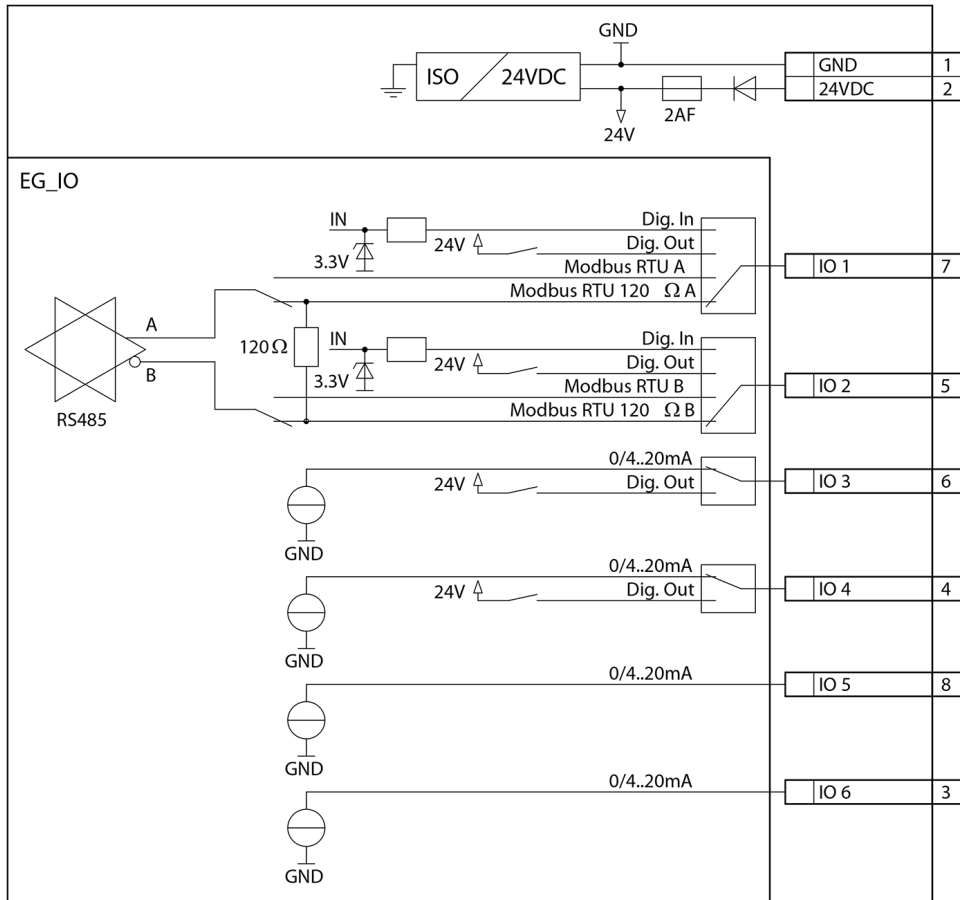 GND
ISO 24VDC
GND 1
24VDC 2
2AF
24V
EG_IO
IN
Dig. In
24V
Dig. Out
3.3V
Modbus RTU A
IO 1 7
Modbus RTU 120 Ω A
A
120Ω
IN
Dig. In
24V
Dig. Out
B
3.3V
Modbus RTU B
IO 2 5
Modbus RTU 120 Ω B
RS485
0/4..20mA
24V
Dig. Out
IO 3 6
GND
0/4..20mA
24V
Dig. Out
IO 4 4
GND
0/4..20mA
IO 5 8
GND
0/4..20mA
IO 6 3
GND